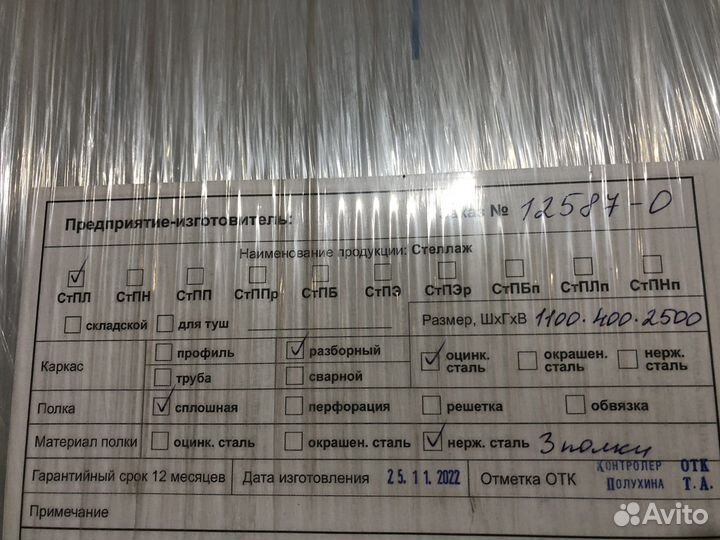 Предприятие-изготовитель: Заказ № 12587-0
Наименование продукции: Стеллаж
СтПЛ СтПН СтПП СтППр СтПБ СтПЭ СтПЭр СтПБп СтПЛп СтПНп
складской для туш Размер, ШхГхВ 1100.400.2500
Каркас профиль разборный оцинк. сталь окрашен. сталь нерж. сталь
труба сварной
Полка сплошная перфорация решетка обвязка
Материал полки оцинк. сталь окрашен. сталь нерж. сталь 3 полки
Гарантийный срок 12 месяцев Дата изготовления 25.11.2022 Отметка ОТК КОНТРОЛЕР ОТК
ПОЛУХИНА Т.А.
Примечание
Avito